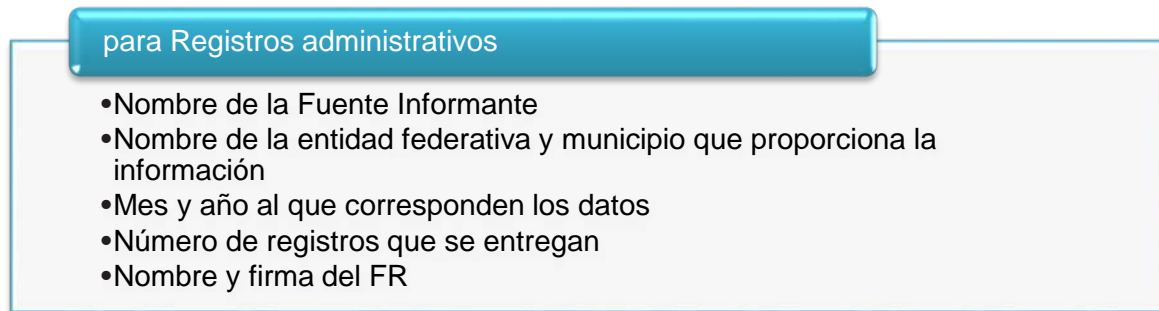 para Registros administrativos
•Nombre de la Fuente Informante
•Nombre de la entidad federativa y municipio que proporciona la
información
•Mes y año al que corresponden los datos
•Número de registros que se entregan
•Nombre y firma del FR